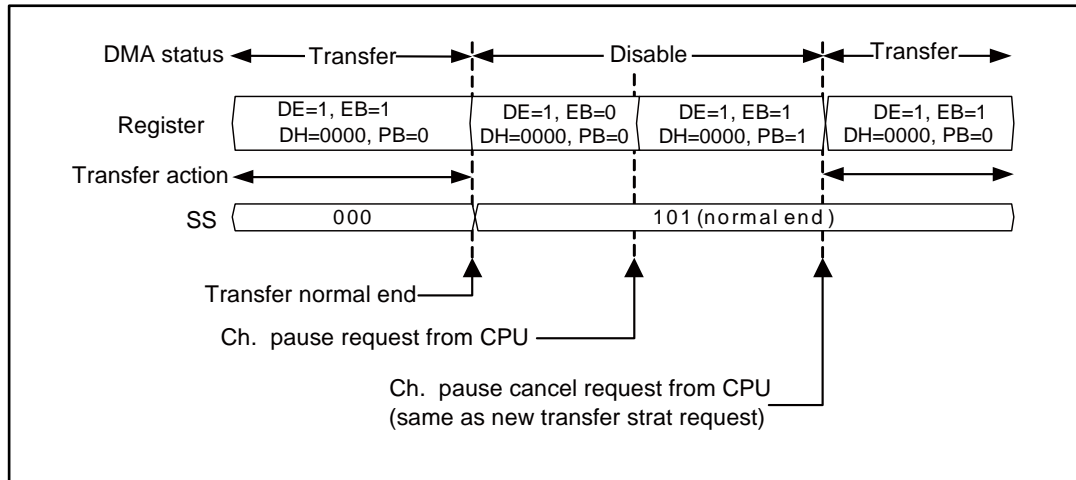 DMA status Transfer Disable Transfer
Register
DE=1, EB=1
DH=0000, PB=0
DE=1, EB=0
DH=0000, PB=0
DE=1, EB=1
DH=0000, PB=1
DE=1, EB=1
DH=0000, PB=0
Transfer action
SS 000 101 (normal end)
Transfer normal end
Ch. pause request from CPU
Ch. pause cancel request from CPU
(same as new transfer strat request)